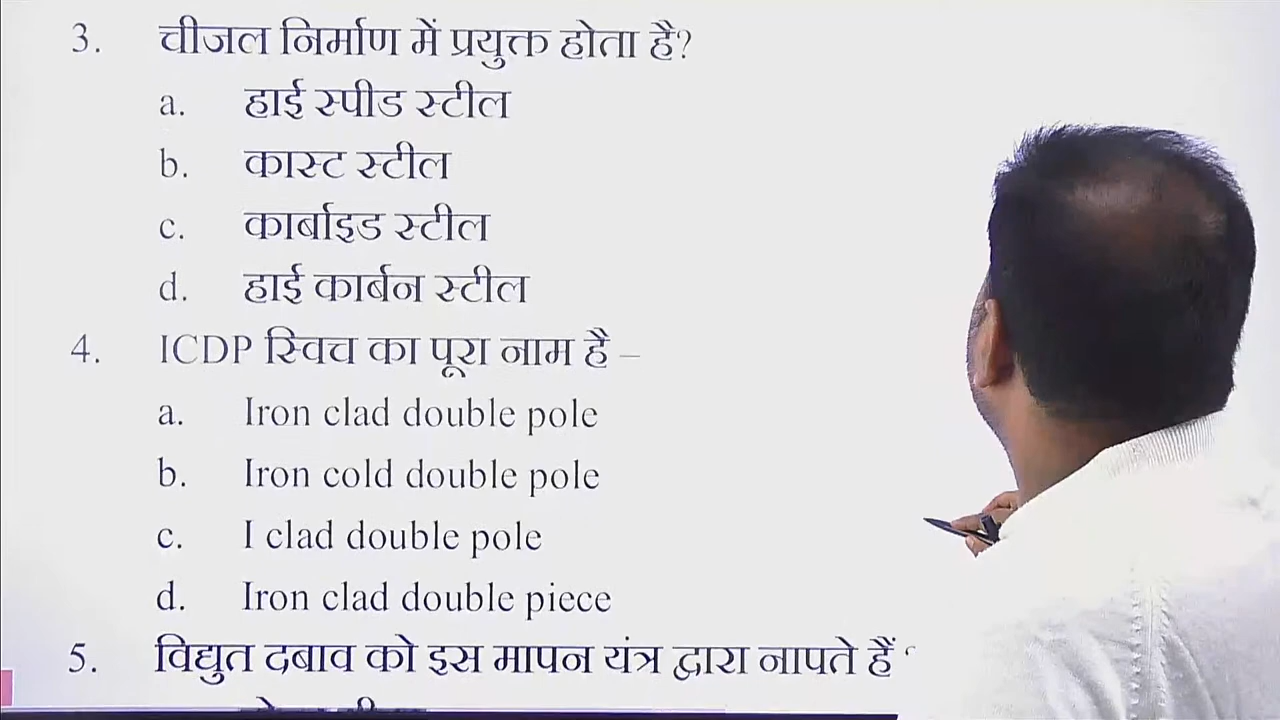 3. चीजल निर्माण में प्रयुक्त होता है?
a. हाई स्पीड स्टील
b. कास्ट स्टील
c. कार्बाइड स्टील
d. हाई कार्बन स्टील
4. ICDP स्विच का पूरा नाम है –
a. Iron clad double pole
b. Iron cold double pole
c. I clad double pole
d. Iron clad double piece
5. विद्युत दबाव को इस मापन यंत्र द्वारा नापते हैं